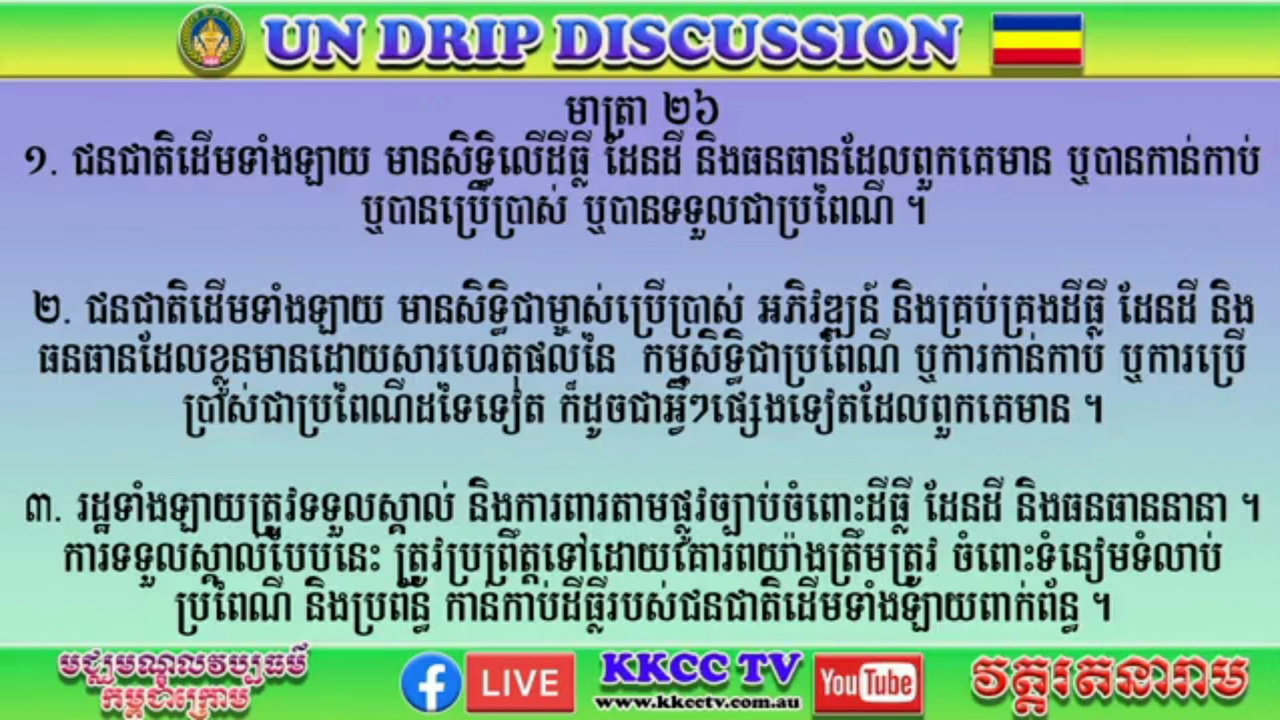 UN DRIP DISCUSSION
មាត្រា ២៦
១. ជនជាតិដើមទាំងឡាយ មានសិទ្ធិលើដីធ្លី ដែនដី និងធនធានដែលពួកគេមាន ឬបានកាន់កាប់
ឬបានប្រើប្រាស់ ឬបានទទួលជាប្រពៃណី ។
២. ជនជាតិដើមទាំងឡាយ មានសិទ្ធិជាម្ចាស់ប្រើប្រាស់ អភិវឌ្ឍន៍ និងគ្រប់គ្រងដីធ្លី ដែនដី និង
ធនធានដែលខ្លួនមានដោយសារហេតុផលនៃ កម្មសិទ្ធិជាប្រពៃណី ឬការកាន់កាប់ ឬការប្រើ
ប្រាស់ជាប្រពៃណីដទៃទៀត ក៏ដូចជាអ្វីៗផ្សេងទៀតដែលពួកគេមាន ។
៣. រដ្ឋទាំងឡាយត្រូវទទួលស្គាល់ និងការពារតាមផ្លូវច្បាប់ចំពោះដីធ្លី ដែនដី និងធនធាននានា ។
ការទទួលស្គាល់បែបនេះ ត្រូវប្រព្រឹត្តទៅដោយគោរពយ៉ាងត្រឹមត្រូវ ចំពោះទំនៀមទំលាប់
ប្រពៃណី និងប្រព័ន្ធ កាន់កាប់ដីធ្លីរបស់ជនជាតិដើមទាំងឡាយពាក់ព័ន្ធ ។
មជ្ឈមណ្ឌលវប្បធម៌
កម្ពុជាក្រោម
LIVE
KKCC TV
www.kkcctv.com.au
YouTube
វត្តរតនារាម